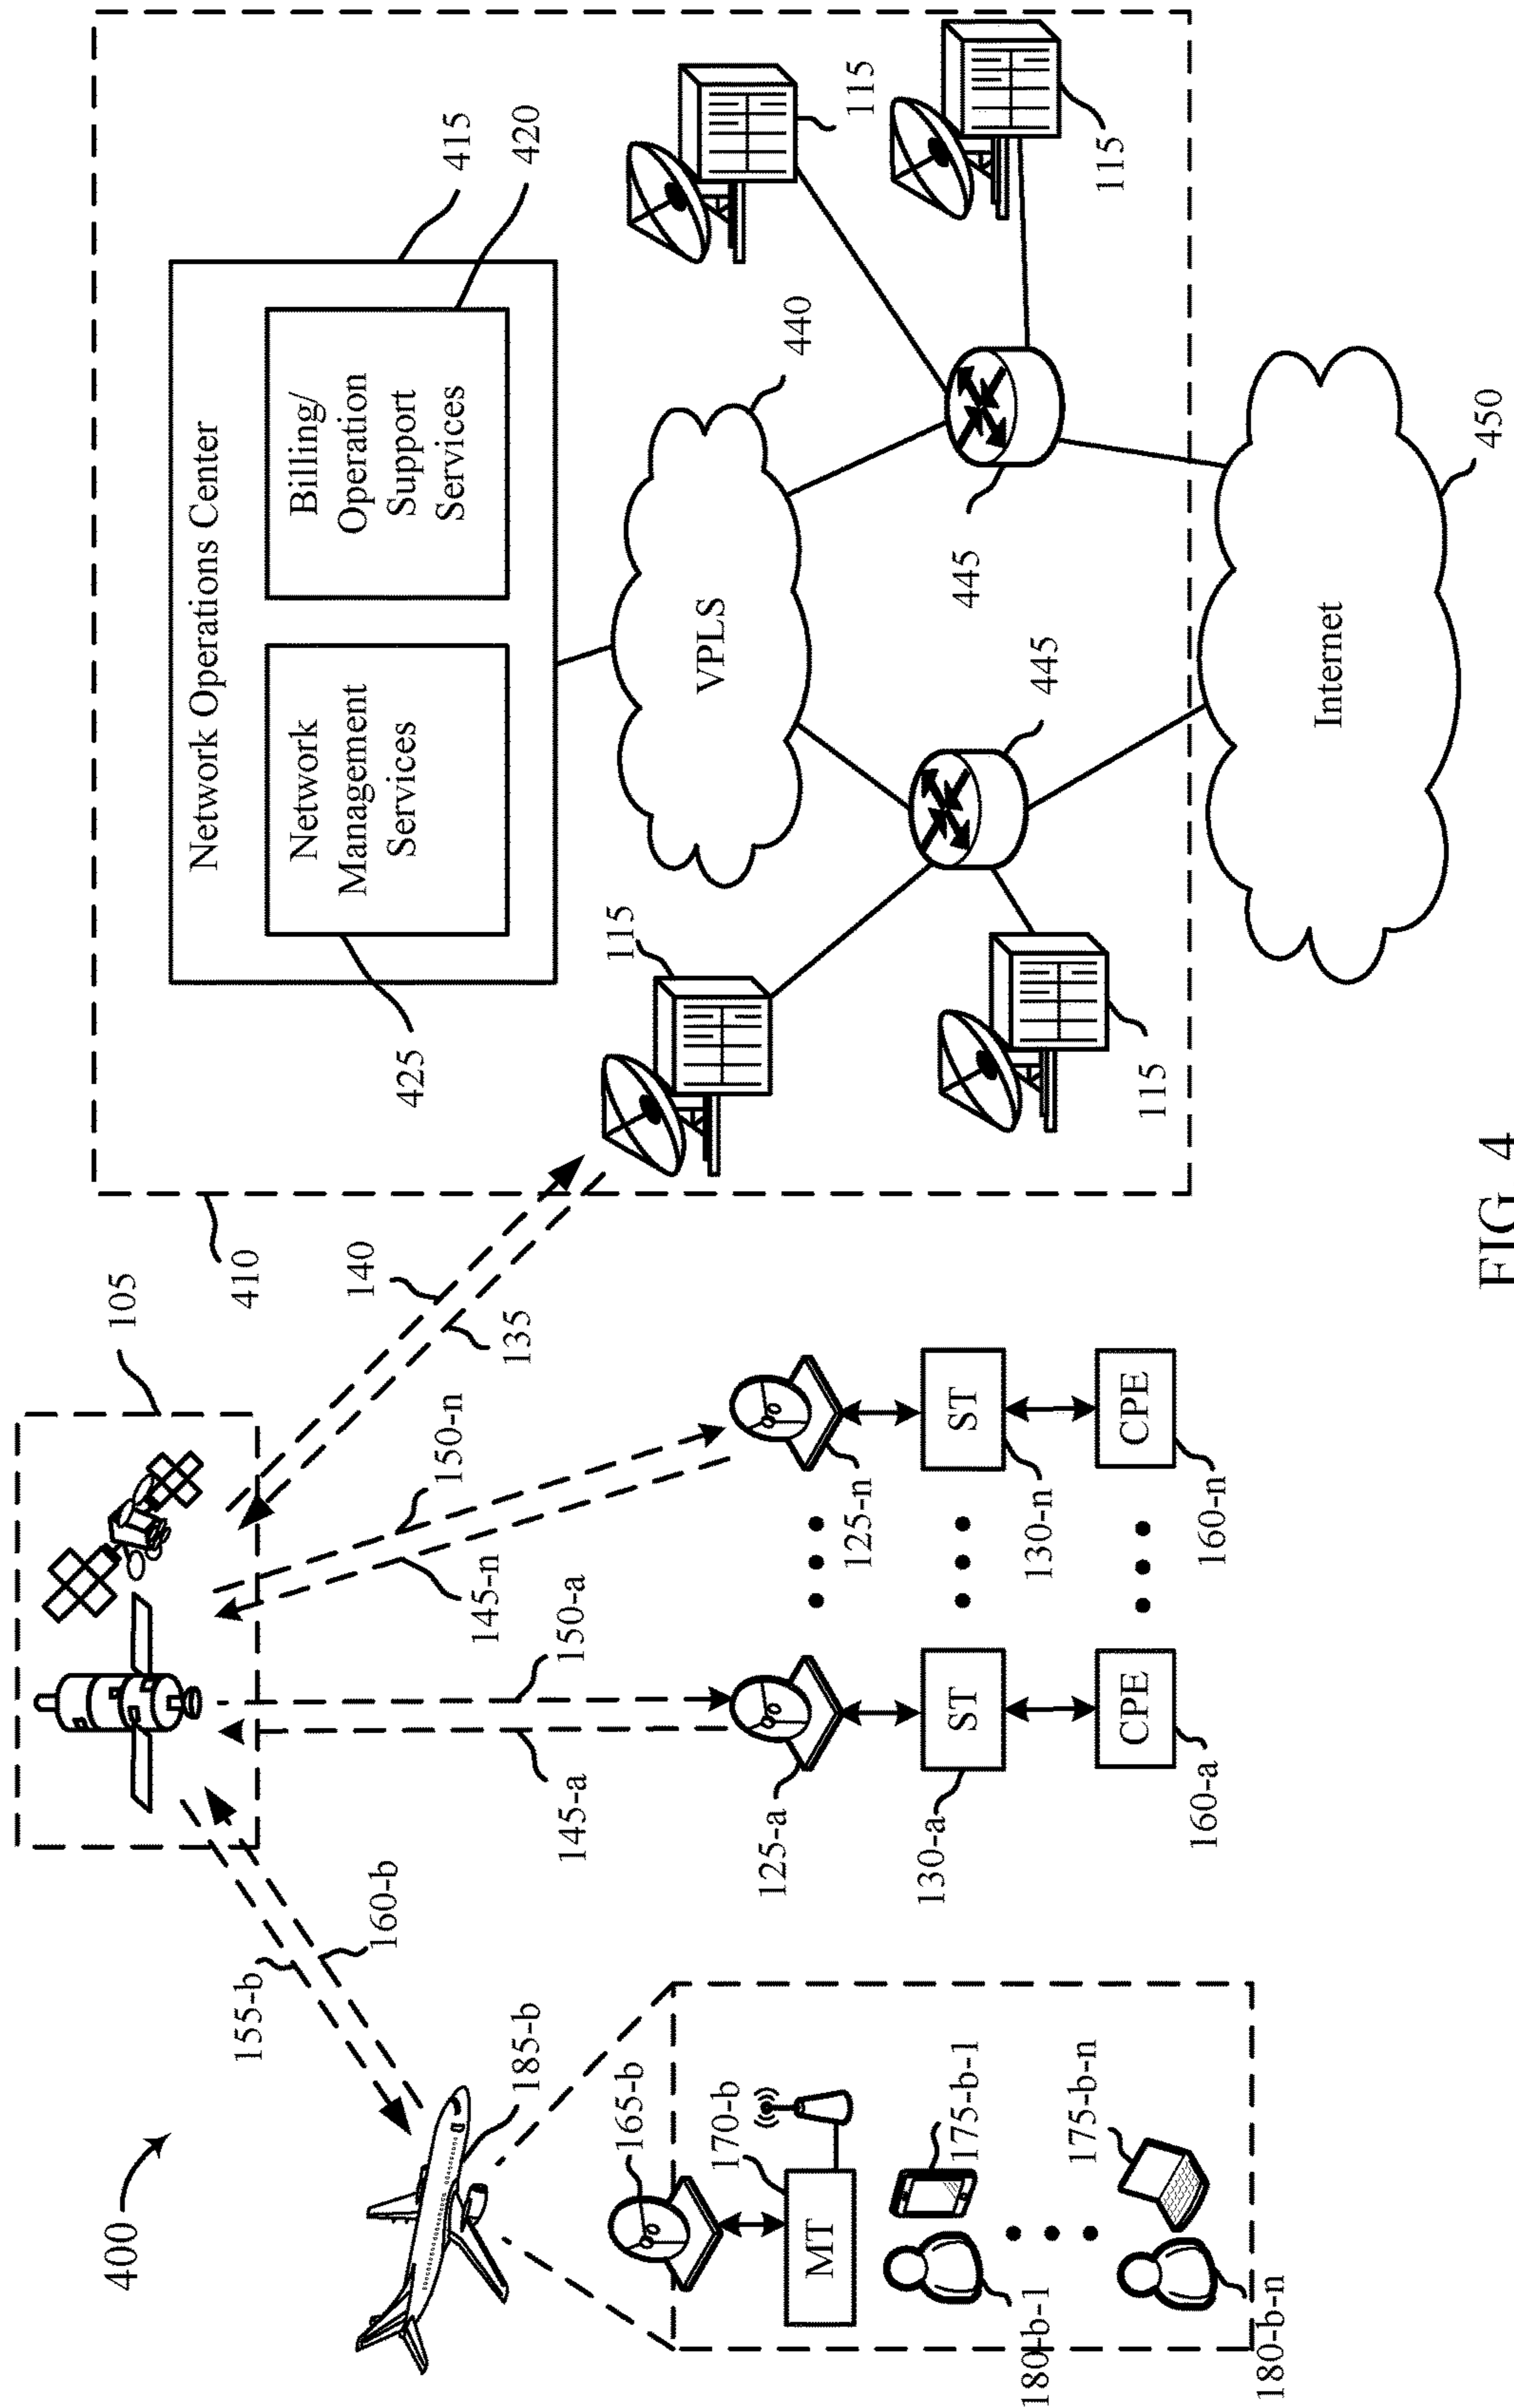 400
155-b
160-b
185-b
165-b
170-b
MT
175-b-1
180-b-1
175-b-n
180-b-n
105
145-a
150-a
145-n
150-n
140
135
125-a
125-n
ST
ST
130-a
130-n
CPE
CPE
160-a
160-n
410
Network Operations Center
Network
Management
Services
Billing/
Operation
Support
Services
415
420
425
VPLS
440
115
115
115
115
445
445
Internet
450
FIG. 4